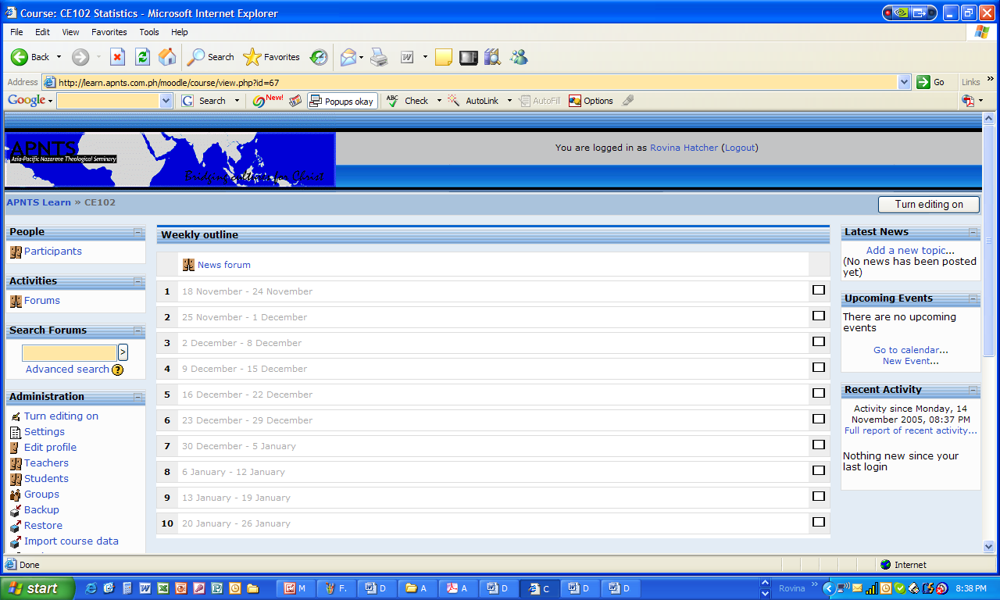 Course: CE102 Statistics - Microsoft Internet Explorer
File Edit View Favorites Tools Help
Back Search Favorites
Address http://learn.apnts.com.ph/moodle/course/view.php?id=67 Go Links »
Google Search New! Popups okay Check AutoLink AutoFill Options
APNTS
Asia-Pacific Nazarene Theological Seminary
Bridging cultures for Christ
You are logged in as Rovina Hatcher (Logout)
APNTS Learn » CE102
Turn editing on
People
Participants
Activities
Forums
Search Forums
>
Advanced search ?
Administration
Turn editing on
Settings
Edit profile
Teachers
Students
Groups
Backup
Restore
Import course data
Weekly outline
News forum
1 18 November - 24 November
2 25 November - 1 December
3 2 December - 8 December
4 9 December - 15 December
5 16 December - 22 December
6 23 December - 29 December
7 30 December - 5 January
8 6 January - 12 January
9 13 January - 19 January
10 20 January - 26 January
Latest News
Add a new topic...
(No news has been posted
yet)
Upcoming Events
There are no upcoming
events
Go to calendar...
New Event...
Recent Activity
Activity since Monday, 14
November 2005, 08:37 PM
Full report of recent activity...
Nothing new since your
last login
Done Internet
start M F. D A A D C D D Rovina » 8:38 PM